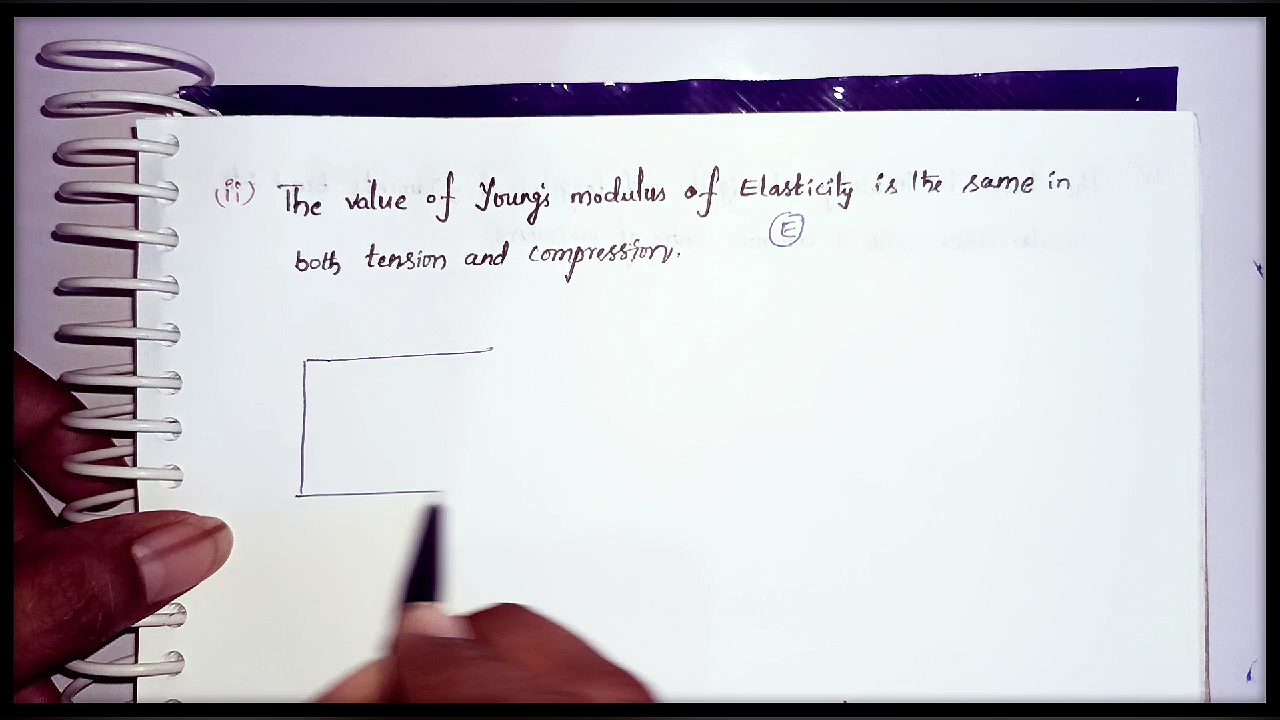 (ii) The value of Young's modulus of Elasticity is the same in
E
both tension and compression.